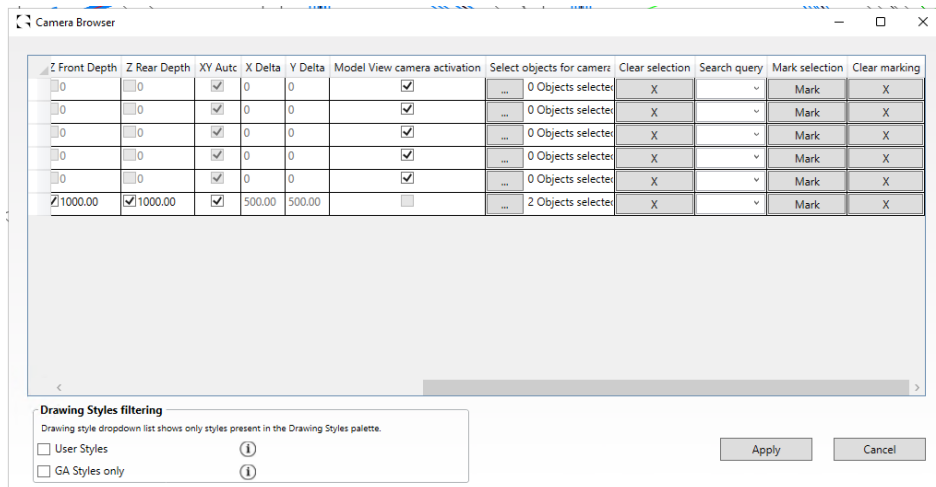 Camera Browser
Z Front Depth Z Rear Depth XY Autc X Delta Y Delta Model View camera activation Select objects for camera Clear selection Search query Mark selection Clear marking
0 0 0 0 ... 0 Objects selected X Mark X
0 0 0 0 ... 0 Objects selected X Mark X
0 0 0 0 ... 0 Objects selected X Mark X
0 0 0 0 ... 0 Objects selected X Mark X
0 0 0 0 ... 0 Objects selected X Mark X
1000.00 1000.00 500.00 500.00 ... 2 Objects selected X Mark X
Drawing Styles filtering
Drawing style dropdown list shows only styles present in the Drawing Styles palette.
User Styles
GA Styles only
Apply Cancel